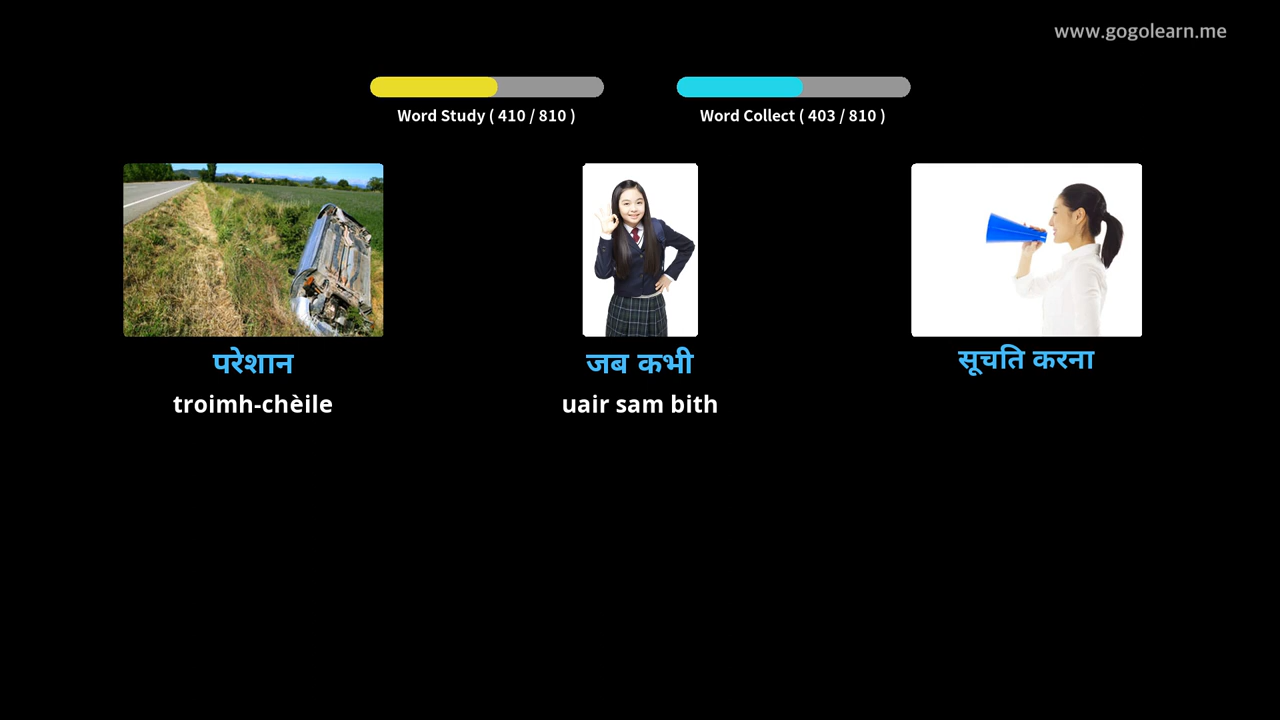 www.gogolearn.me
Word Study ( 410 / 810 )
Word Collect ( 403 / 810 )
परेशान
जब कभी
सूचति करना
troimh-chèile
uair sam bith